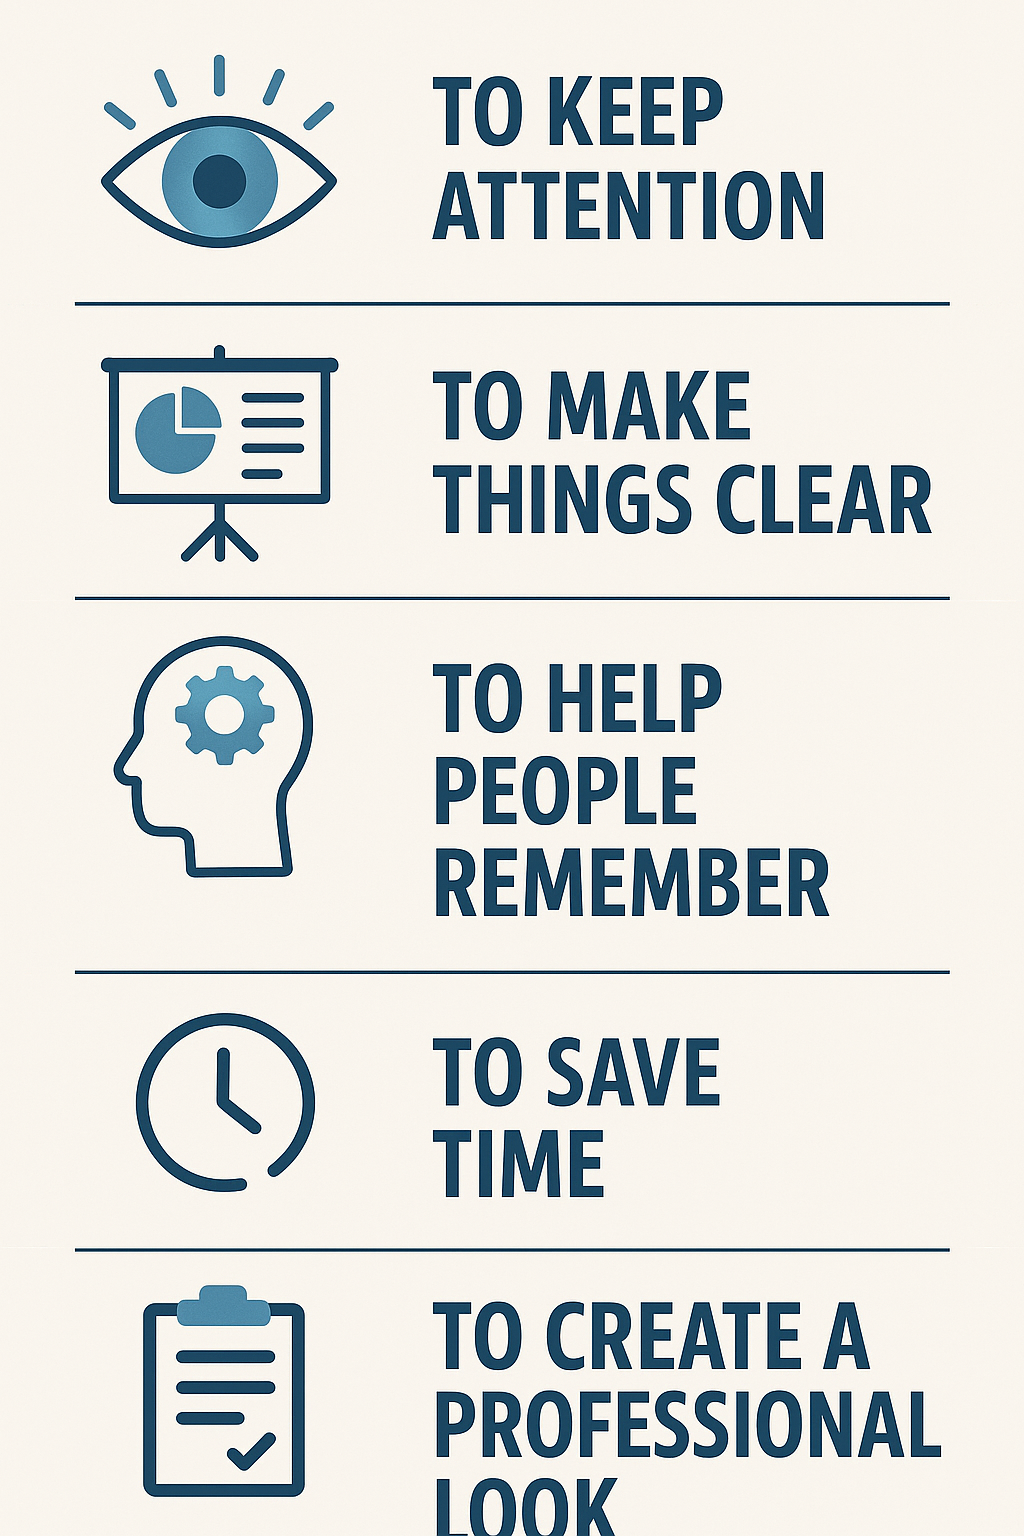 TO KEEP
ATTENTION
TO MAKE
THINGS CLEAR
TO HELP
PEOPLE
REMEMBER
TO SAVE
TIME
TO CREATE A
PROFESSIONAL
LOOK